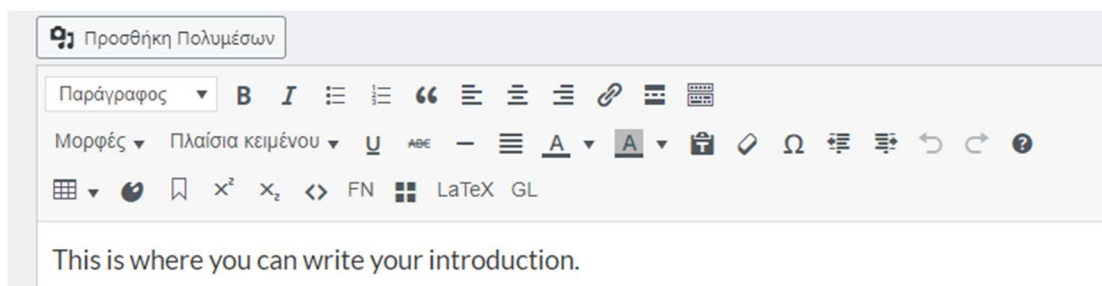 Προσθήκη Πολυμέσων
Παράγραφος B I
Μορφές Πλαίσια κειμένου U ABC A A T Ω
x² x₂ <> FN LaTeX GL
This is where you can write your introduction.